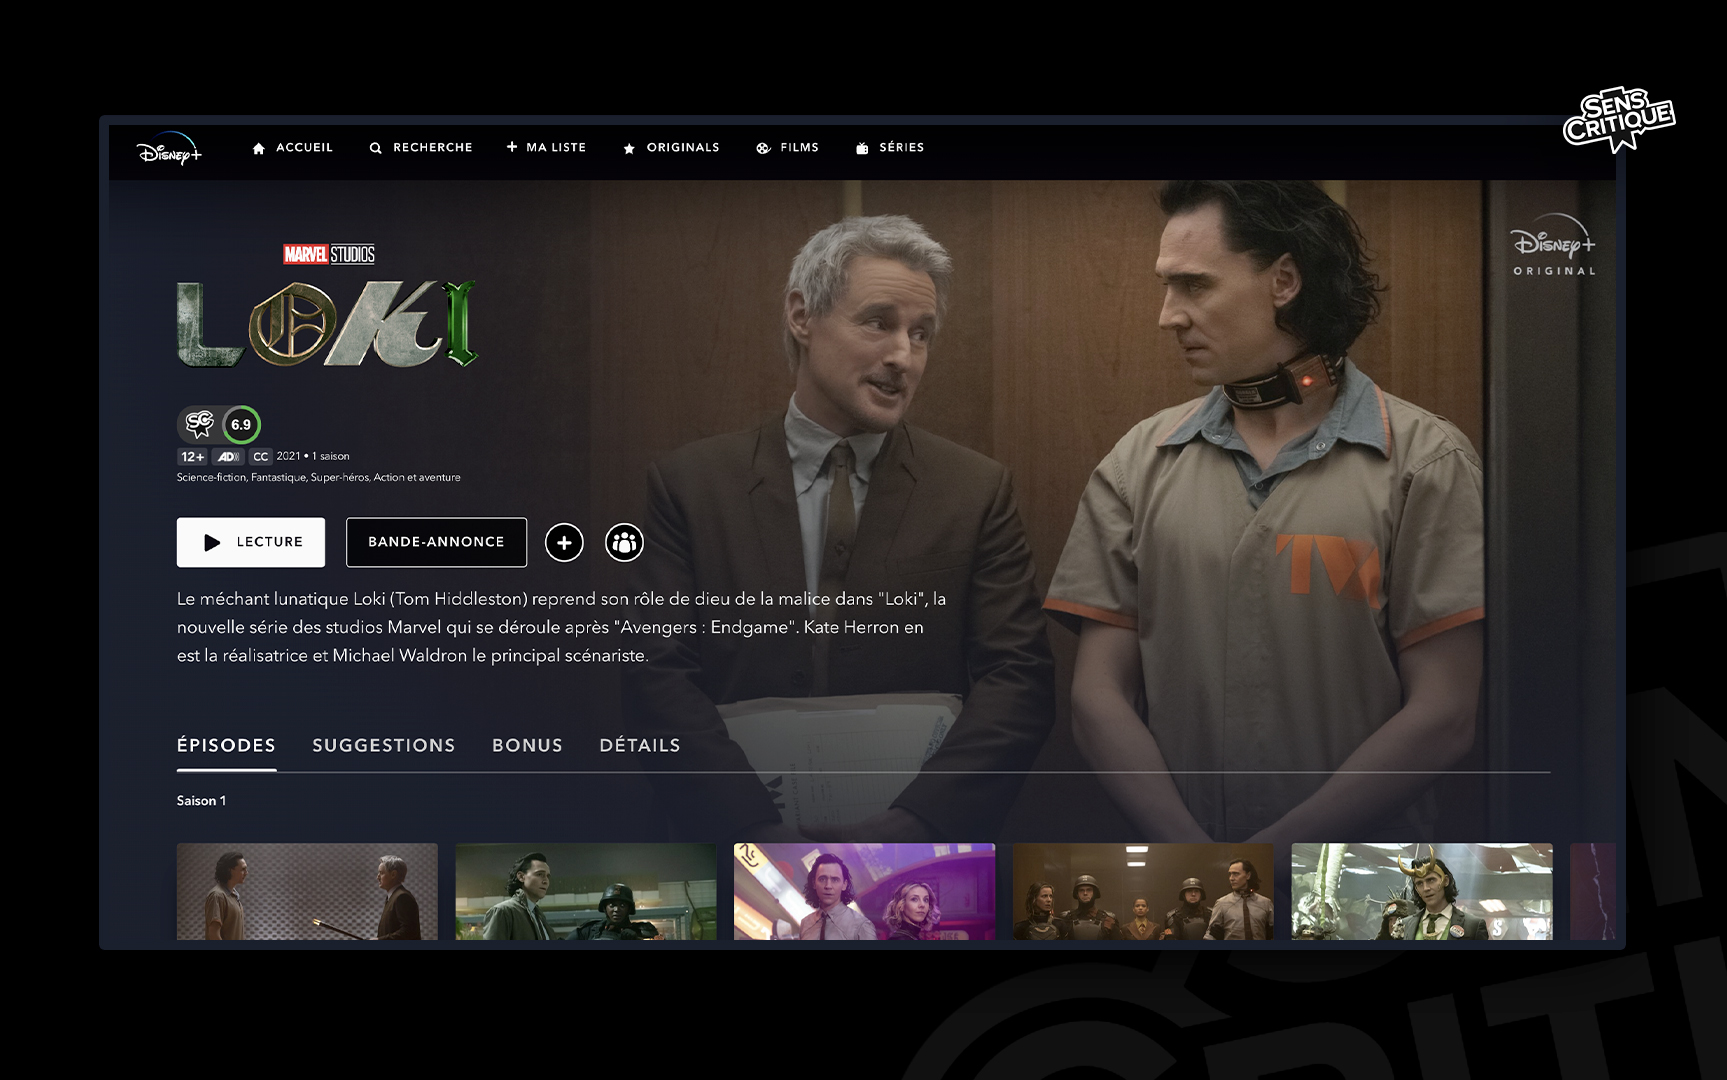 SENS
CRITIQUE
Disney+
ACCUEIL
RECHERCHE
MA LISTE
ORIGINALS
FILMS
SÉRIES
Disney+
ORIGINAL
MARVEL STUDIOS
LOKI
SC 6.9
12+ AD CC 2021 • 1 saison
Science-fiction, Fantastique, Super-héros, Action et aventure
LECTURE
BANDE-ANNONCE
TVA
Le méchant lunatique Loki (Tom Hiddleston) reprend son rôle de dieu de la malice dans "Loki", la
nouvelle série des studios Marvel qui se déroule après "Avengers : Endgame". Kate Herron en
est la réalisatrice et Michael Waldron le principal scénariste.
ÉPISODES
SUGGESTIONS
BONUS
DÉTAILS
Saison 1